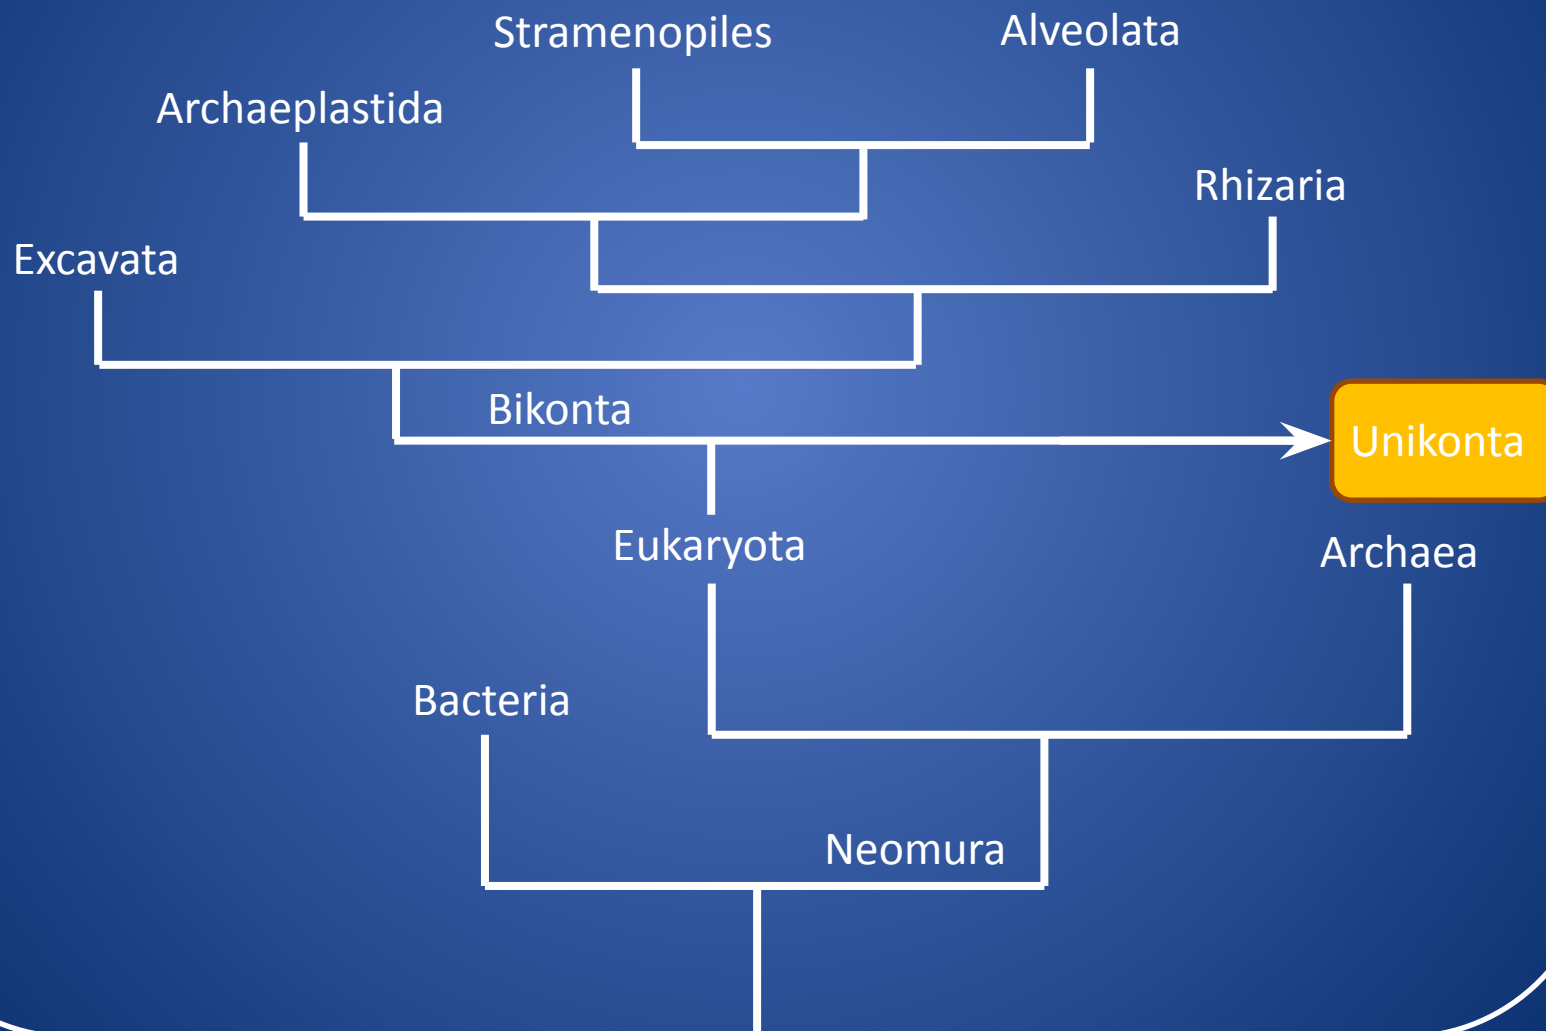 Stramenopiles
Alveolata
Archaeplastida
Rhizaria
Excavata
Bikonta
Unikonta
Eukaryota
Archaea
Bacteria
Neomura